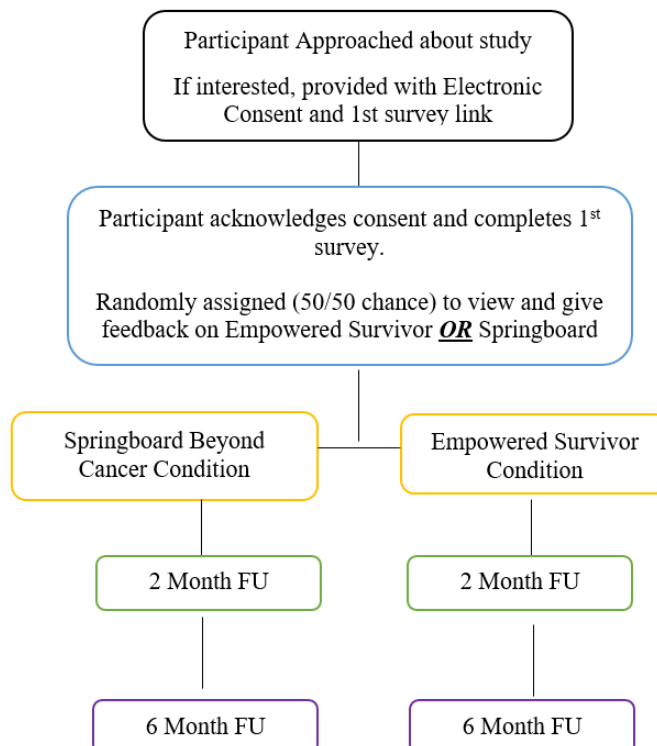 Participant Approached about study
If interested, provided with Electronic
Consent and 1st survey link
Participant acknowledges consent and completes 1st
survey.
Randomly assigned (50/50 chance) to view and give
feedback on Empowered Survivor OR Springboard
Springboard Beyond
Cancer Condition
Empowered Survivor
Condition
2 Month FU
2 Month FU
6 Month FU
6 Month FU